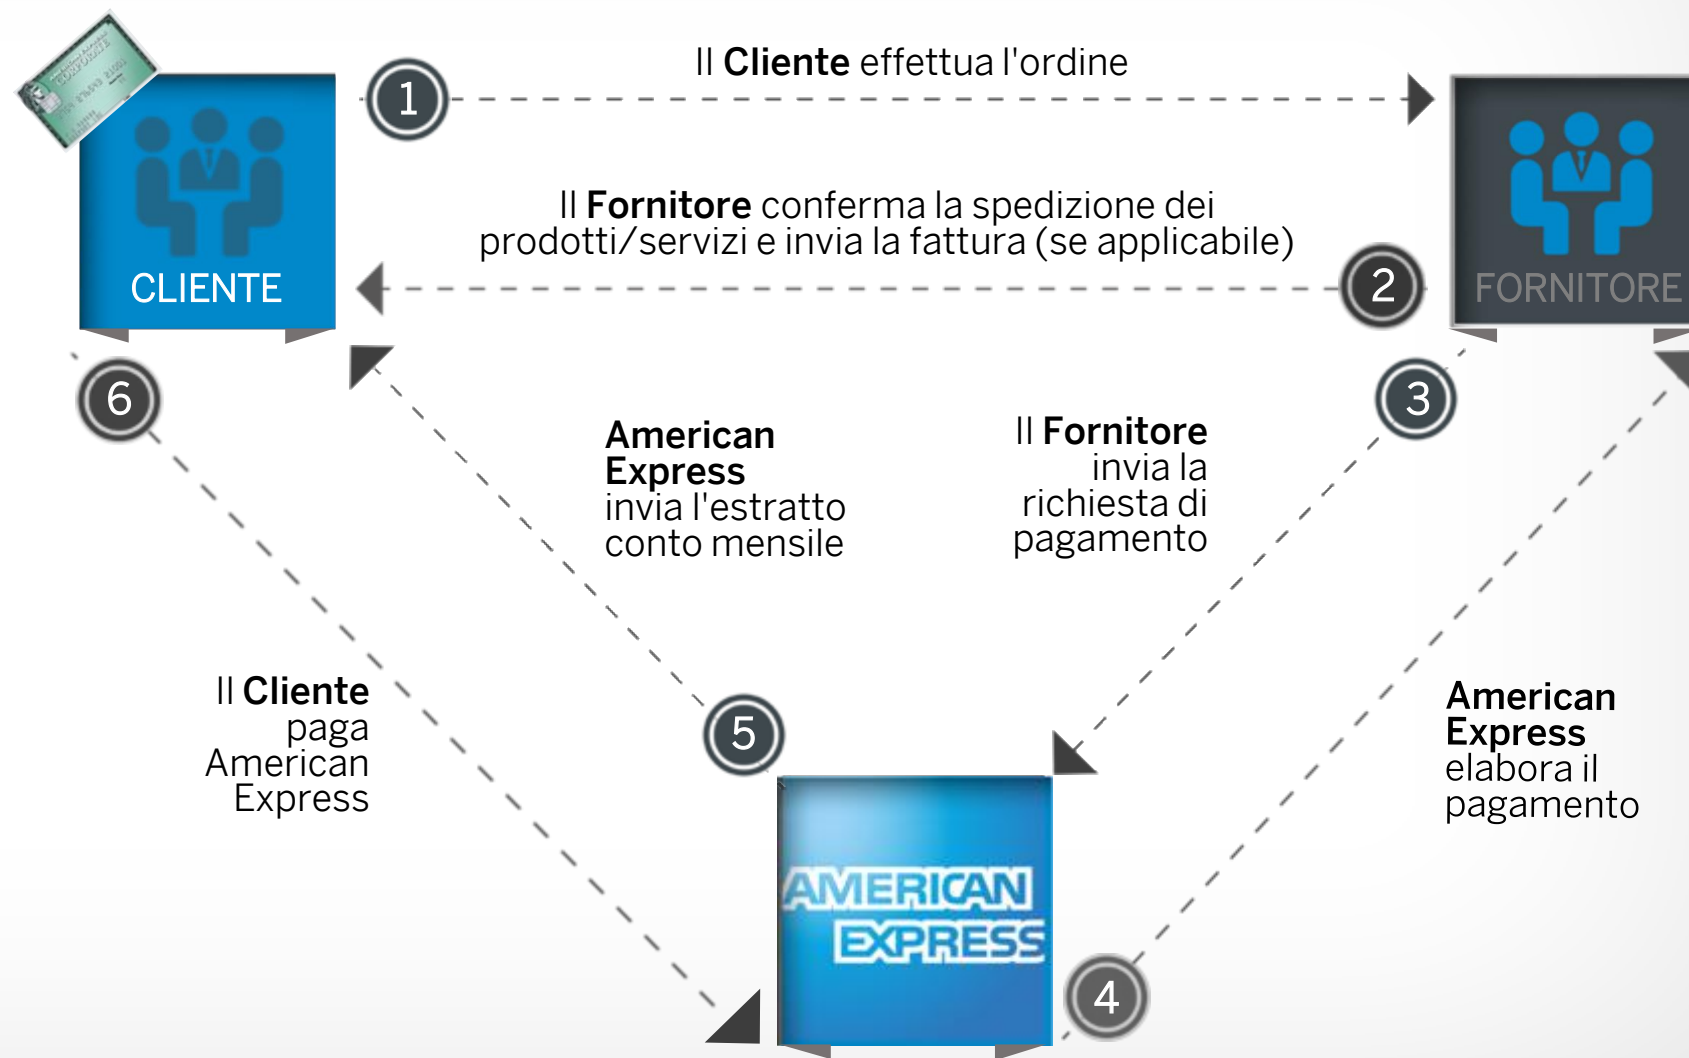 CORPORATE
1
Il Cliente effettua l'ordine
Il Fornitore conferma la spedizione dei
prodotti/servizi e invia la fattura (se applicabile)
2
CLIENTE
FORNITORE
6
3
American
Express
invia l'estratto
conto mensile
Il Fornitore
invia la
richiesta di
pagamento
Il Cliente
paga
American
Express
5
American
Express
elabora il
pagamento
AMERICAN
EXPRESS
4